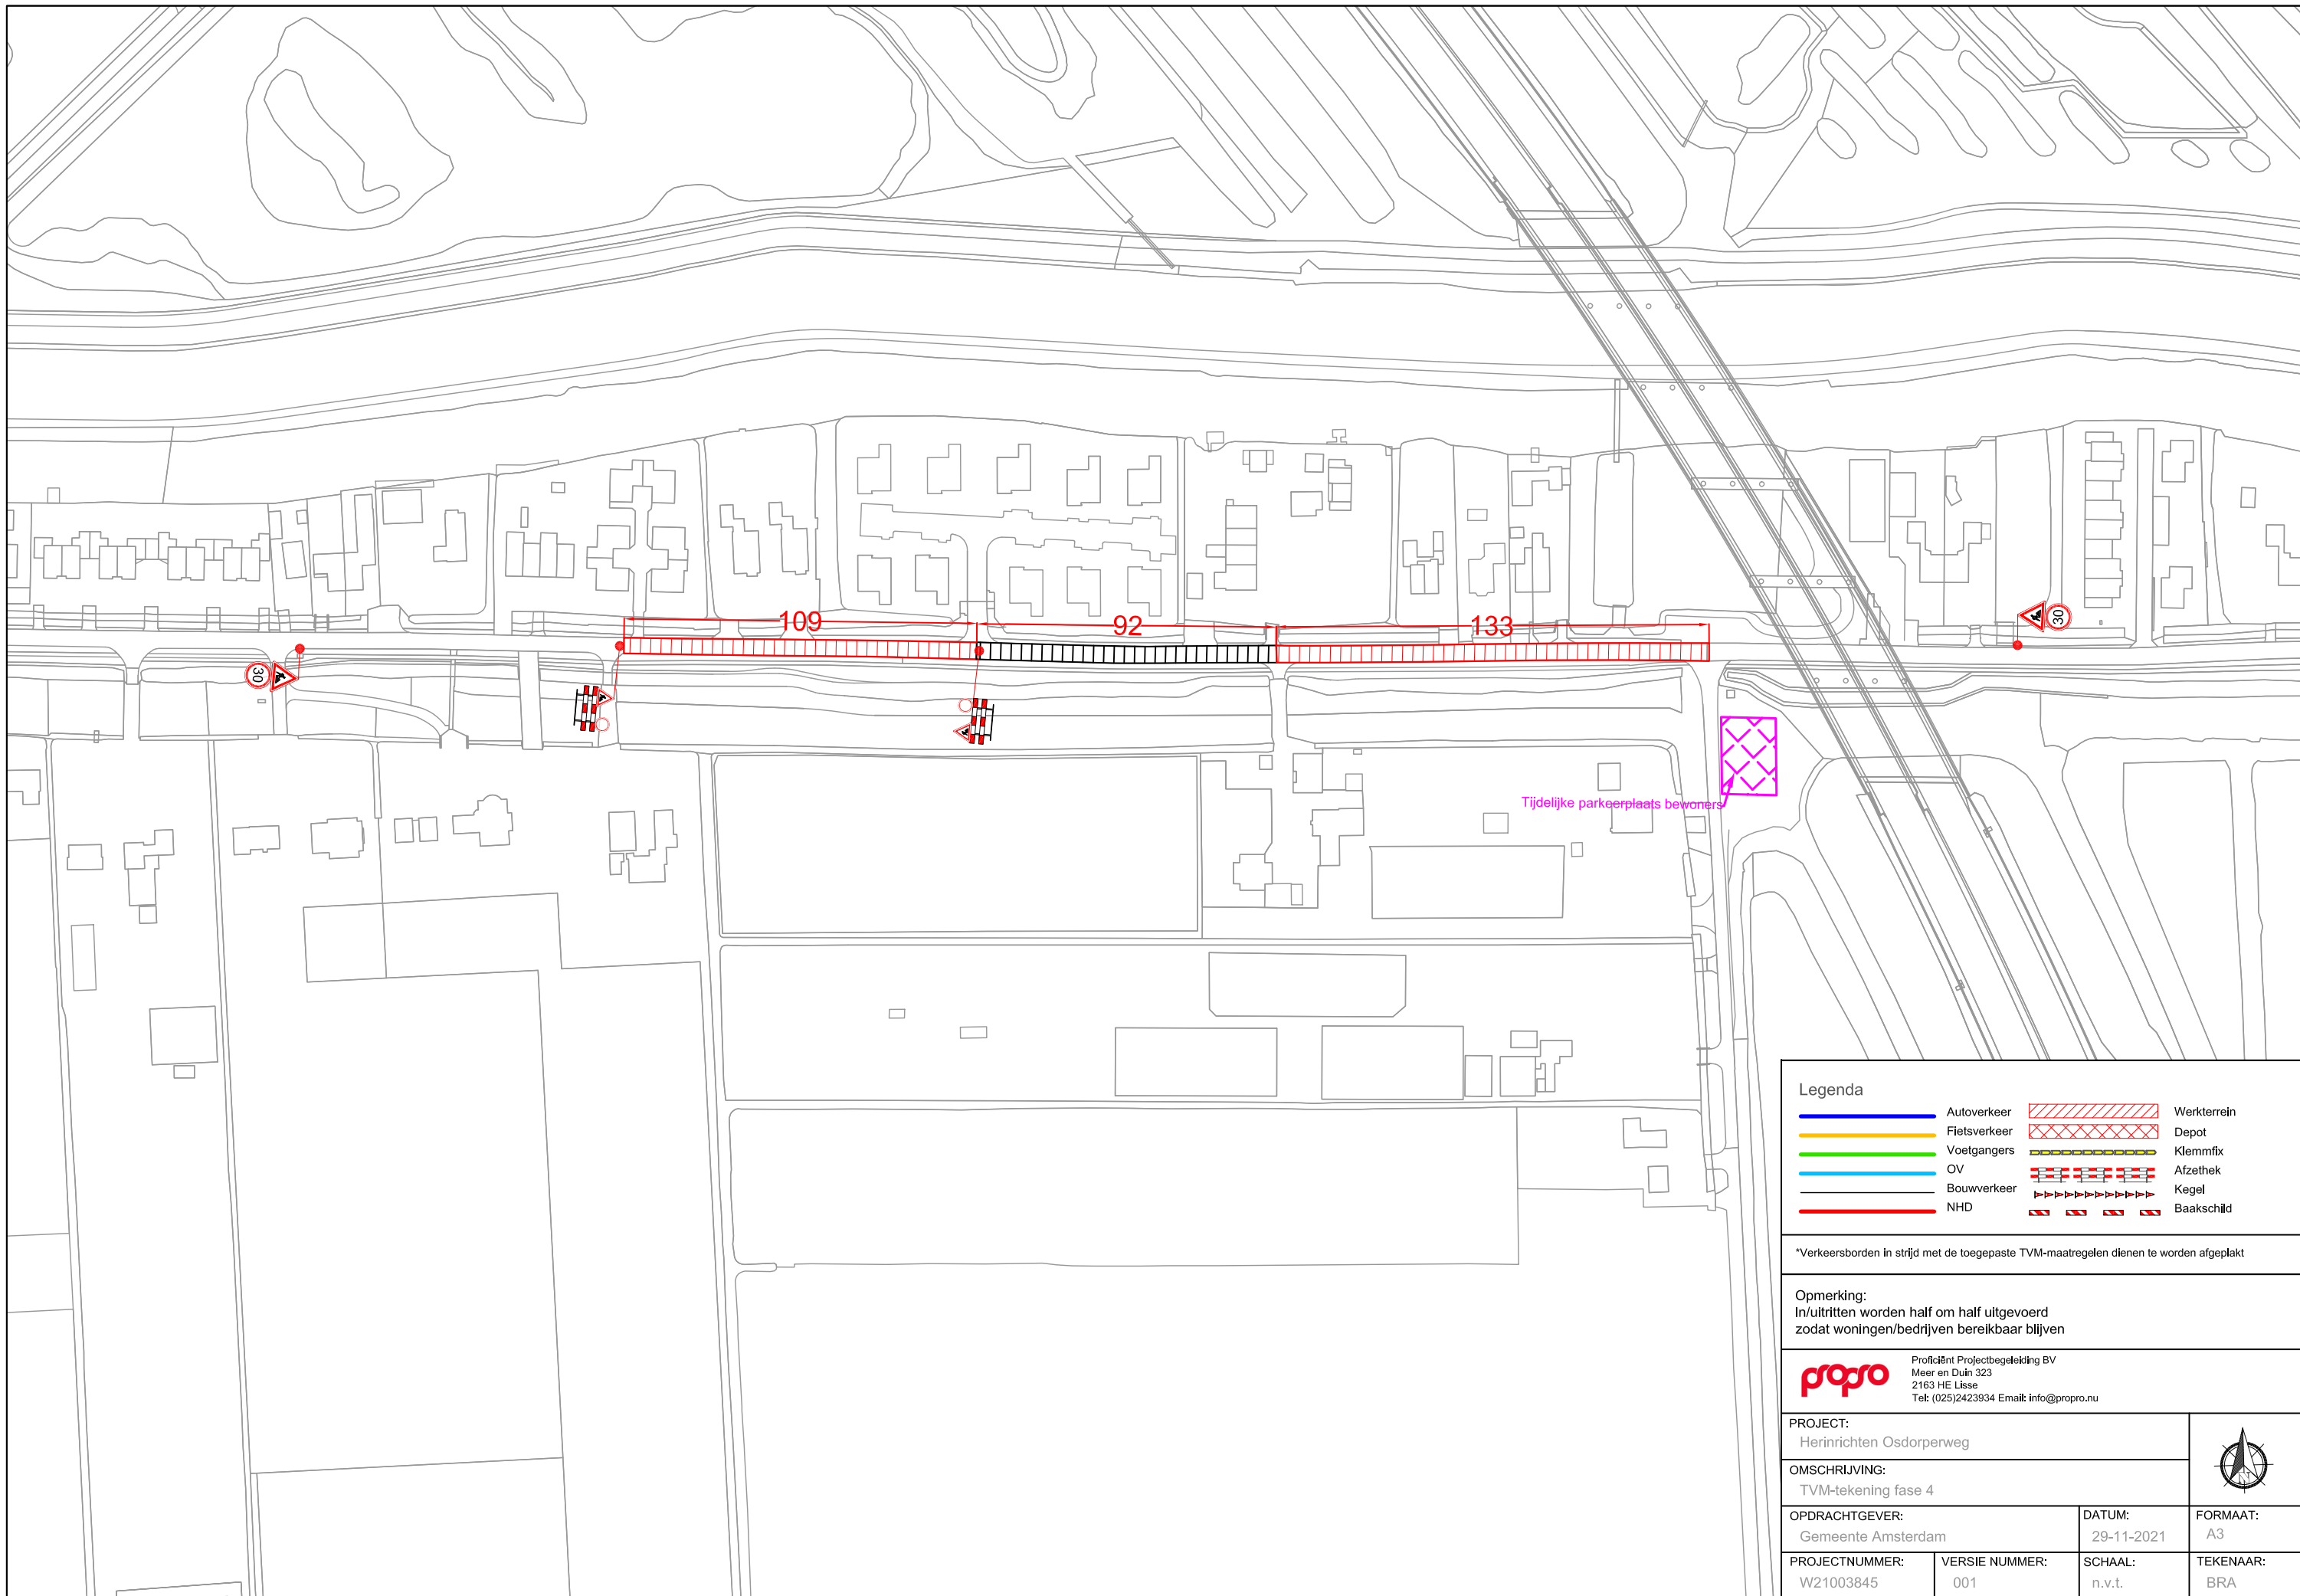 109
92
133
30
30
Tijdelijke parkeerplaats bewoners
Legenda
Autoverkeer
Fietsverkeer
Voetgangers
OV
Bouwverkeer
NHD
Werkterrein
Depot
Klemmfix
Afzethek
Kegel
Baakschild
*Verkeersborden in strijd met de toegepaste TVM-maatregelen dienen te worden afgeplakt
Opmerking:
In/uitritten worden half om half uitgevoerd
zodat woningen/bedrijven bereikbaar blijven
propro
Proficiënt Projectbegeleiding BV
Meer en Duin 323
2163 HE Lisse
Tel: (025)2423934 Email: info@propro.nu
PROJECT:
Herinrichten Osdorperweg
OMSCHRIJVING:
TVM-tekening fase 4
OPDRACHTGEVER:
Gemeente Amsterdam
DATUM:
29-11-2021
FORMAAT:
A3
PROJECTNUMMER:
W21003845
VERSIE NUMMER:
001
SCHAAL:
n.v.t.
TEKENAAR:
BRA